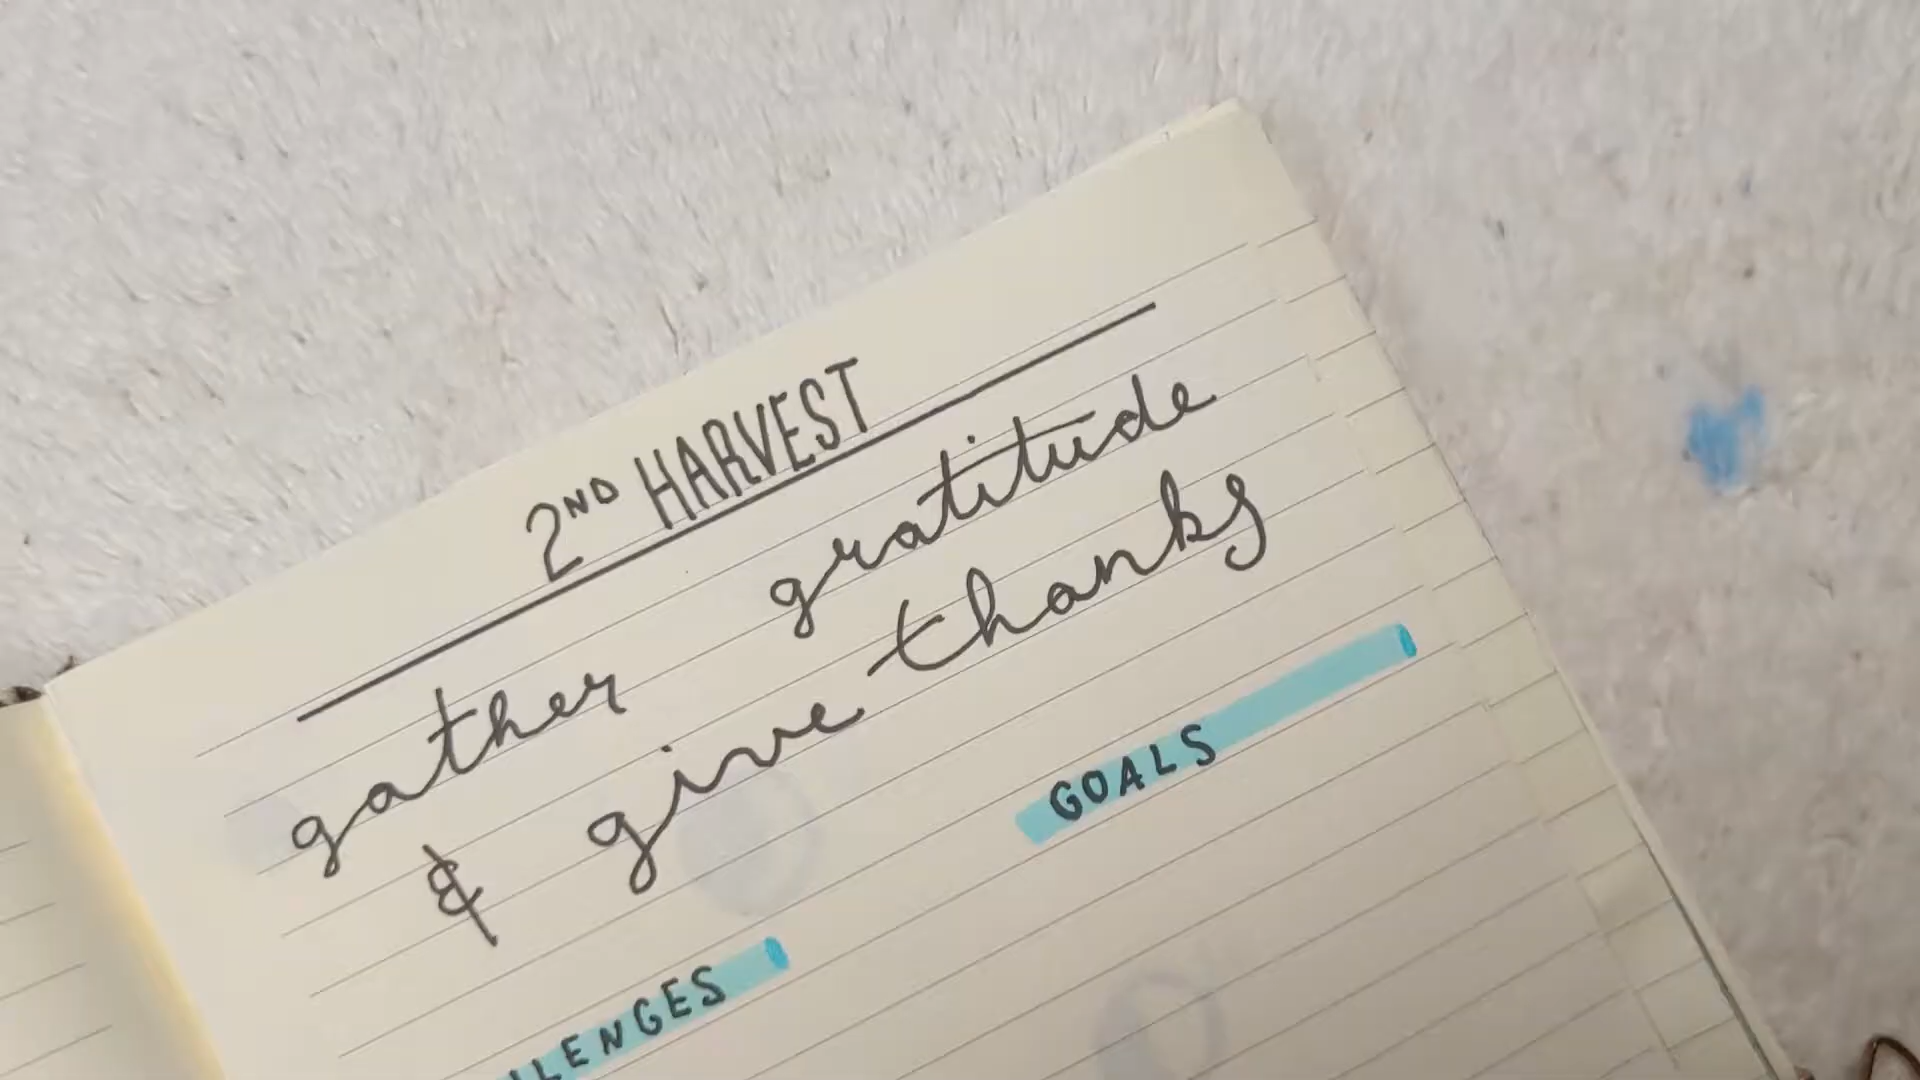 2ND HARVEST
gather gratitude
& give thanks
GOALS
LLENGES